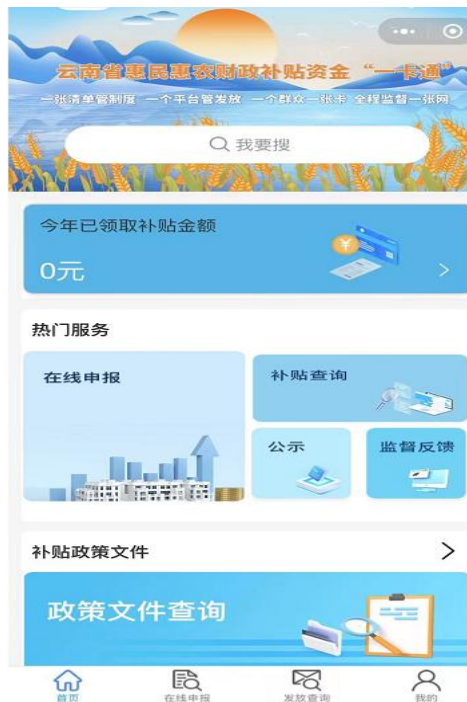 云南省惠民惠农财政补贴资金“一卡通”
一张清单管制度 一个平台管发放 一个群众一张卡 全程监督一张网
我要搜
今年已领取补贴金额
0元
热门服务
在线申报
补贴查询
公示
监督反馈
补贴政策文件
政策文件查询
首页
在线申报
发放查询
我的